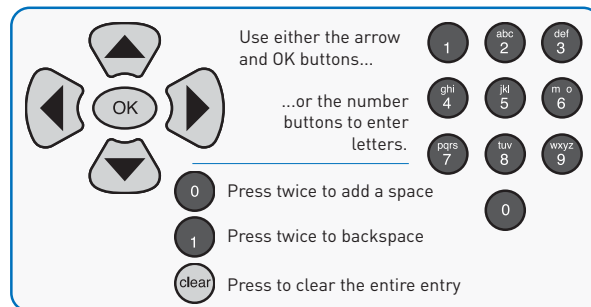 OK
Use either the arrow
and OK buttons...
...or the number
buttons to enter
letters.
1
abc
2
def
3
ghi
4
jkl
5
m o
6
pqrs
7
tuv
8
wxyz
9
0
0 Press twice to add a space
1 Press twice to backspace
clear Press to clear the entire entry